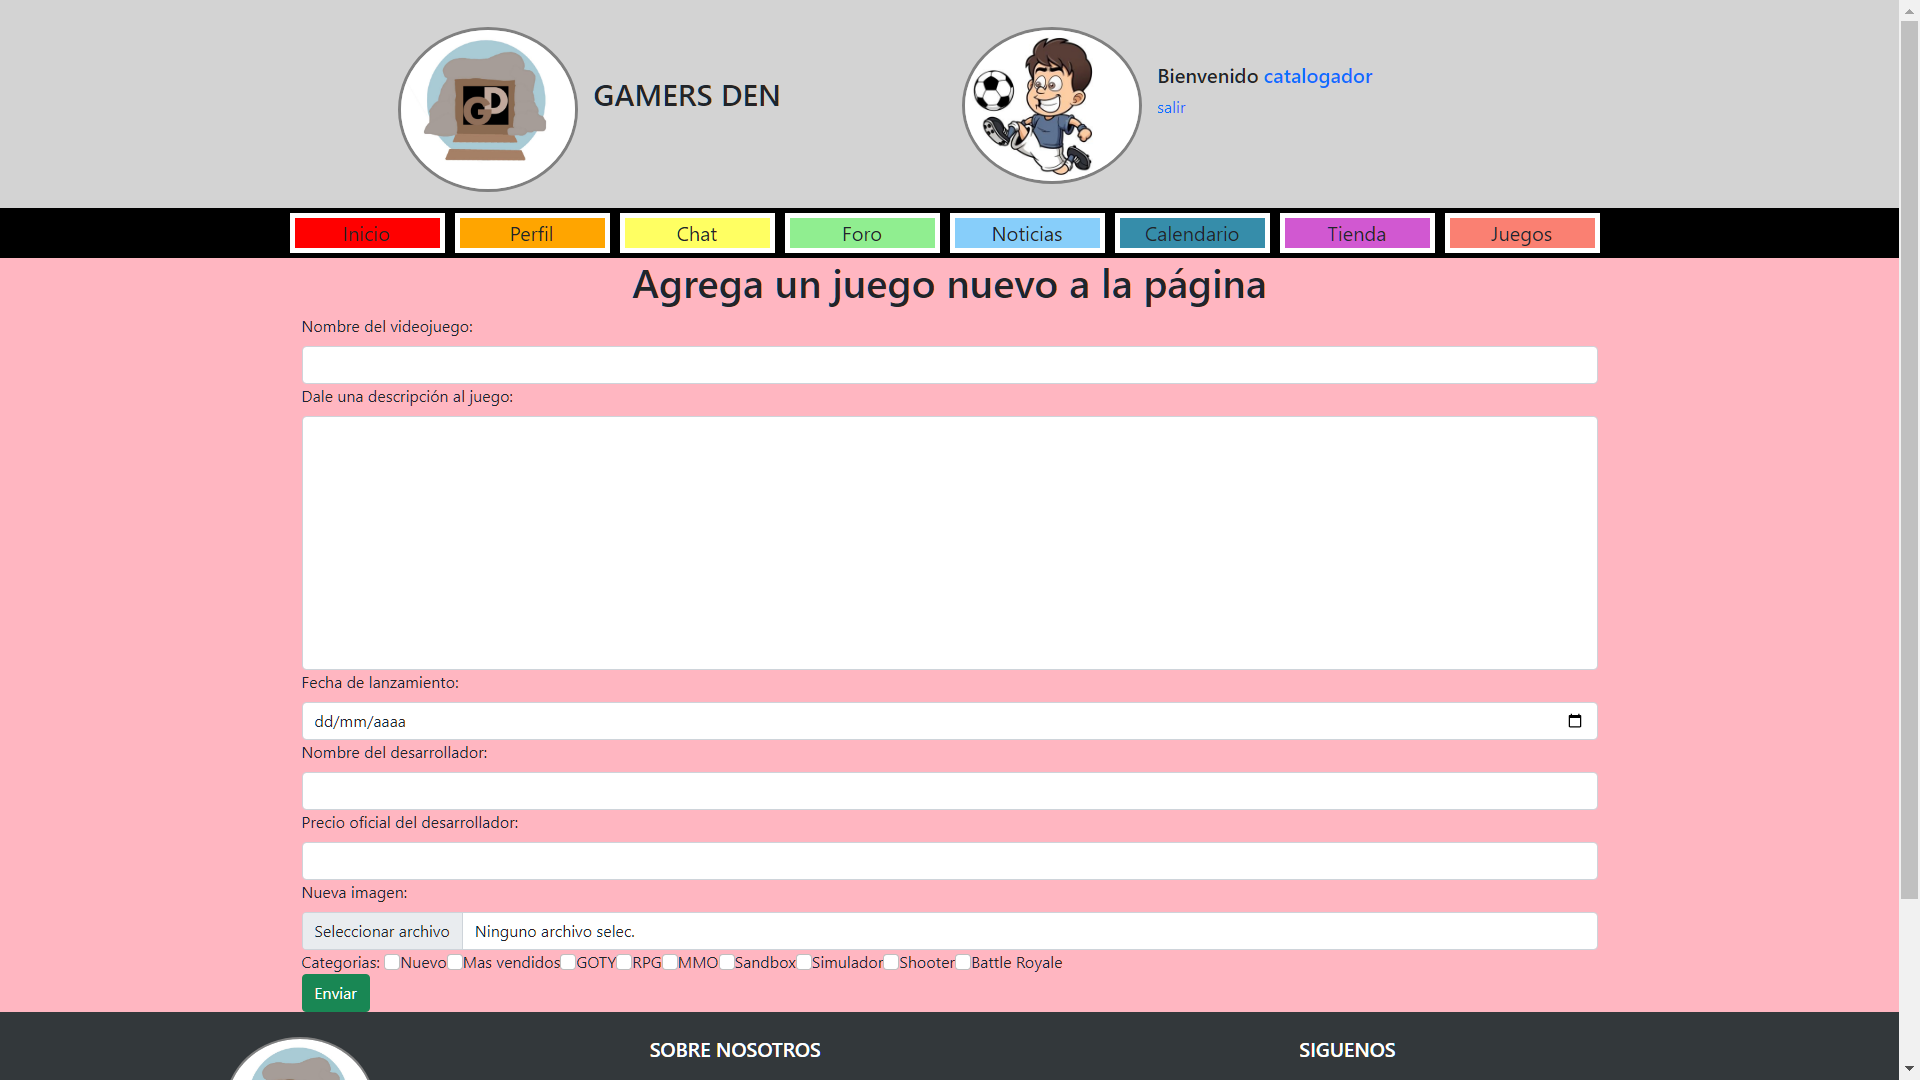 GD
GAMERS DEN
Bienvenido catalogador
salir
Inicio Perfil Chat Foro Noticias Calendario Tienda Juegos
Agrega un juego nuevo a la página
Nombre del videojuego:
Dale una descripción al juego:
Fecha de lanzamiento:
dd/mm/aaaa
Nombre del desarrollador:
Precio oficial del desarrollador:
Nueva imagen:
Seleccionar archivo Ninguno archivo selec.
Categorias: Nuevo Mas vendidos GOTY RPG MMO Sandbox Simulador Shooter Battle Royale
Enviar
SOBRE NOSOTROS SIGUENOS